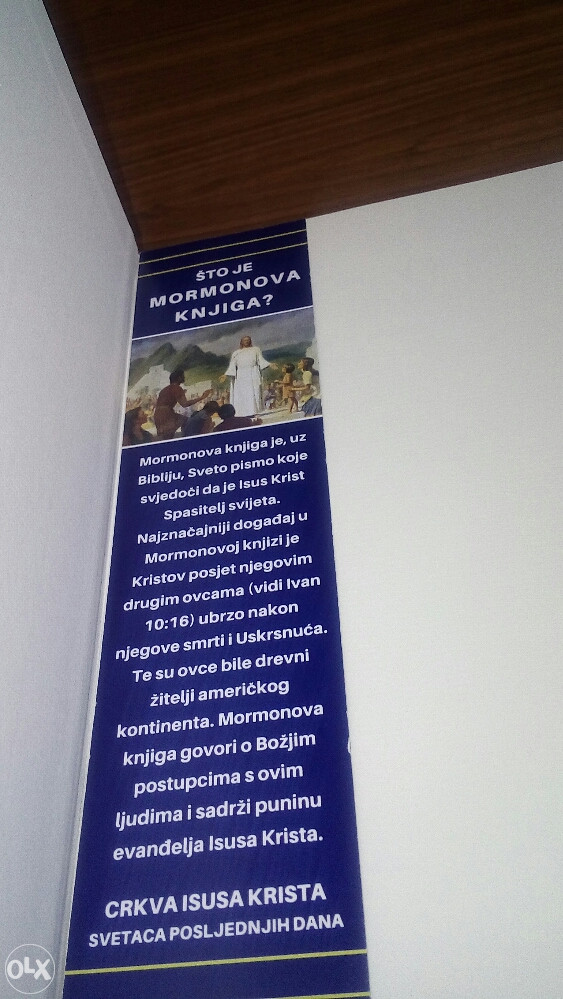 ŠTO JE
MORMONOVA
KNJIGA?
Mormonova knjiga je, uz
Bibliju, Sveto pismo koje
svjedoči da je Isus Krist
Spasitelj svijeta.
Najznačajniji događaj u
Mormonovoj knjizi je
Kristov posjet njegovim
drugim ovcama (vidi Ivan
10:16) ubrzo nakon
njegove smrti i Uskrsnuća.
Te su ovce bile drevni
žitelji američkog
kontinenta. Mormonova
knjiga govori o Božjim
postupcima s ovim
ljudima i sadrži puninu
evanđelja Isusa Krista.
CRKVA ISUSA KRISTA
SVETACA POSLJEDNJIH DANA
OLX